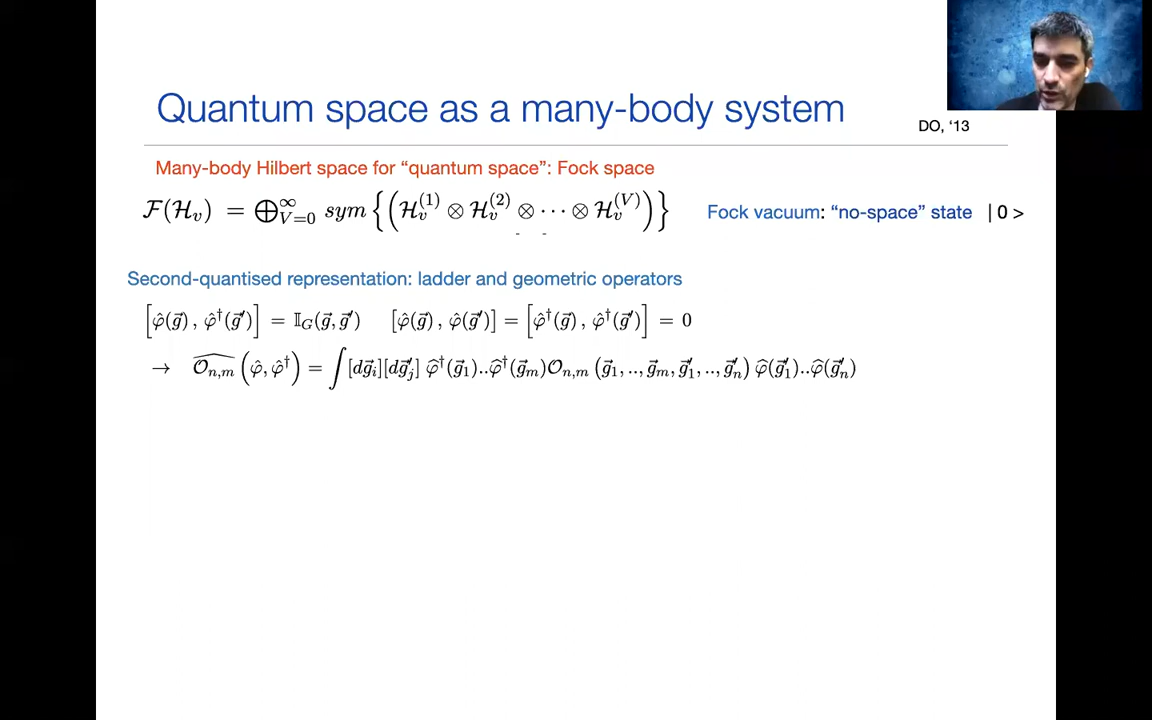 Quantum space as a many-body system
DO, ‘13
Many-body Hilbert space for “quantum space”: Fock space
$\mathcal{F}(\mathcal{H}_v) = \bigoplus_{V=0}^{\infty} sym\left\{\left(\mathcal{H}_v^{(1)} \otimes \mathcal{H}_v^{(2)} \otimes \cdots \otimes \mathcal{H}_v^{(V)}\right)\right\}$ Fock vacuum: “no-space” state | 0 >
Second-quantised representation: ladder and geometric operators
$\left[\hat{\varphi}(\vec{g}), \hat{\varphi}^{\dagger}(\vec{g}')\right] = \mathbb{I}_G(\vec{g}, \vec{g}') \quad \left[\hat{\varphi}(\vec{g}), \hat{\varphi}(\vec{g}')\right] = \left[\hat{\varphi}^{\dagger}(\vec{g}), \hat{\varphi}^{\dagger}(\vec{g}')\right] = 0$
$\rightarrow \widehat{\mathcal{O}_{n,m}}\left(\hat{\varphi}, \hat{\varphi}^{\dagger}\right) = \int [d\vec{g}_i][d\vec{g}'_j] \, \widehat{\varphi}^{\dagger}(\vec{g}_1)..\widehat{\varphi}^{\dagger}(\vec{g}_m) \mathcal{O}_{n,m}\left(\vec{g}_1,..,\vec{g}_m,\vec{g}'_1,..,\vec{g}'_n\right) \widehat{\varphi}(\vec{g}'_1)..\widehat{\varphi}(\vec{g}'_n)$